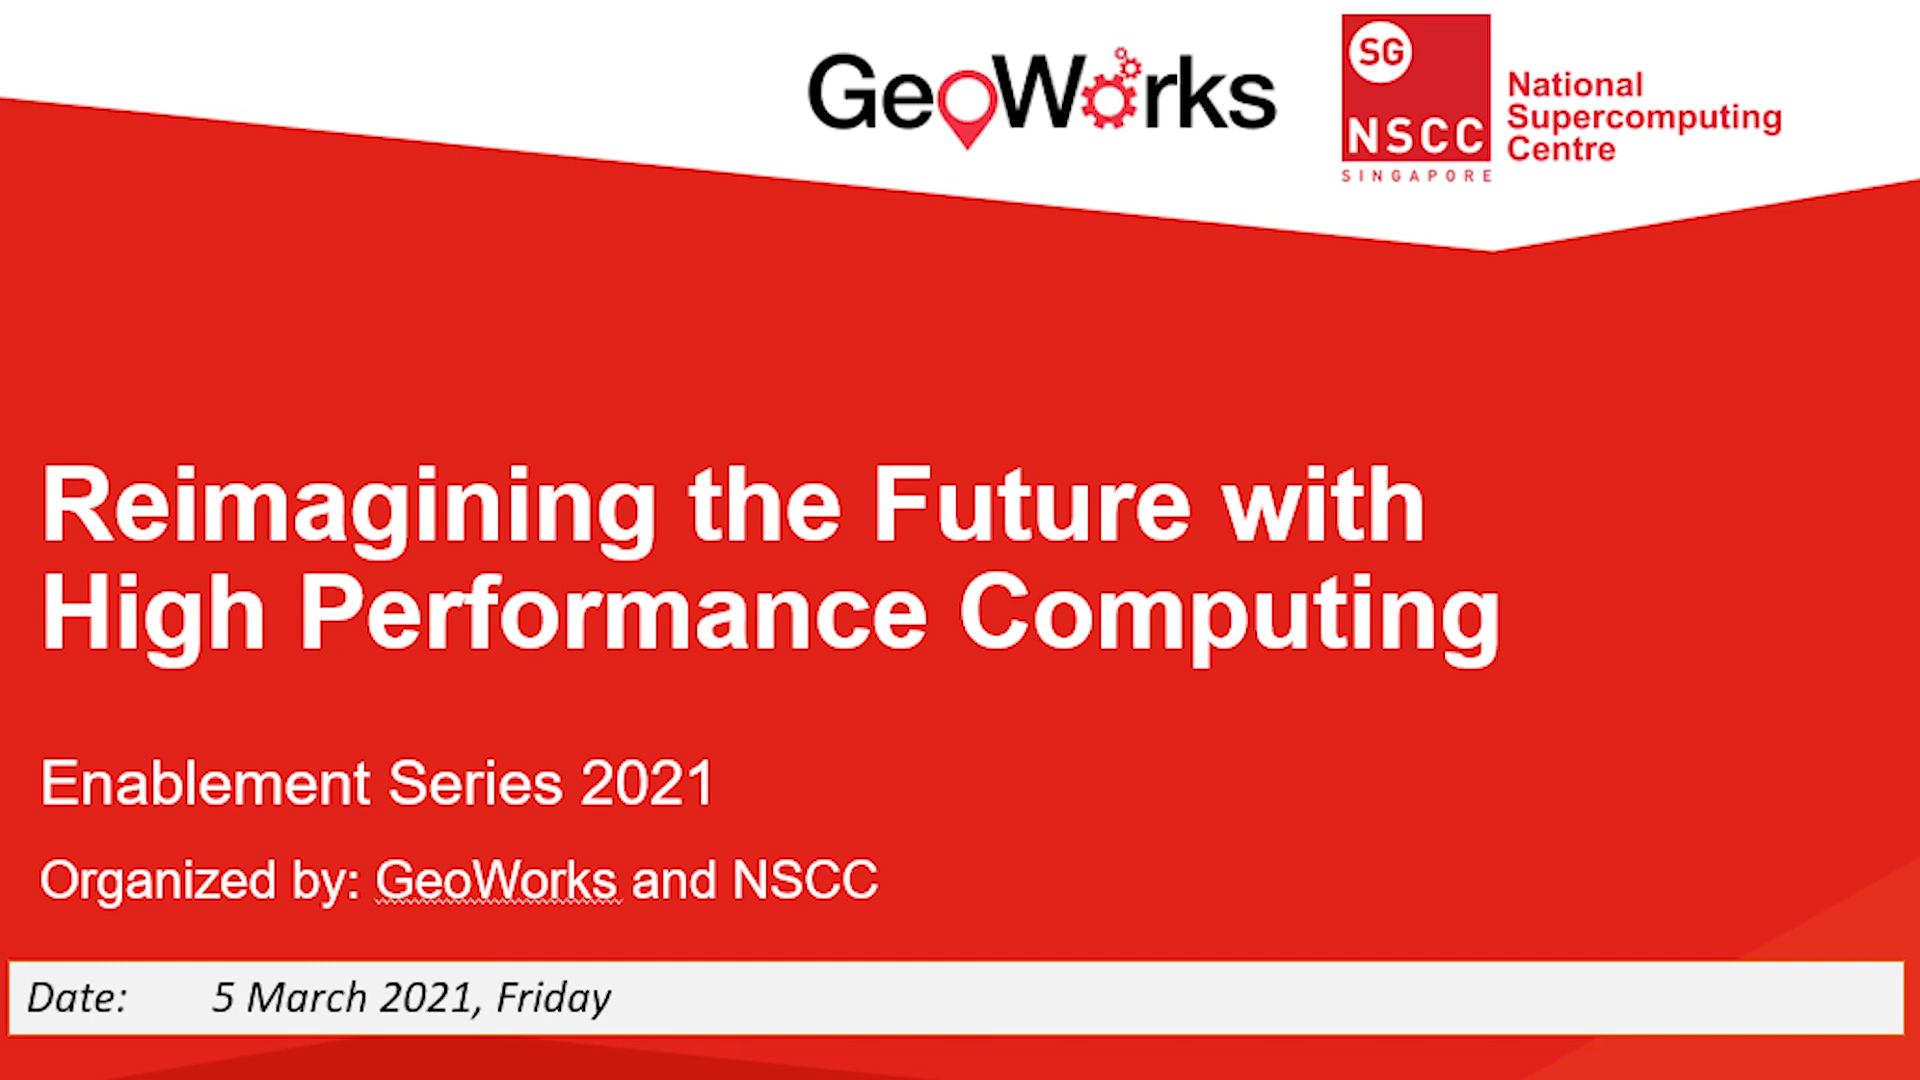 GeoWorks
SG
NSCC
SINGAPORE
National
Supercomputing
Centre
Reimagining the Future with
High Performance Computing
Enablement Series 2021
Organized by: GeoWorks and NSCC
Date: 5 March 2021, Friday